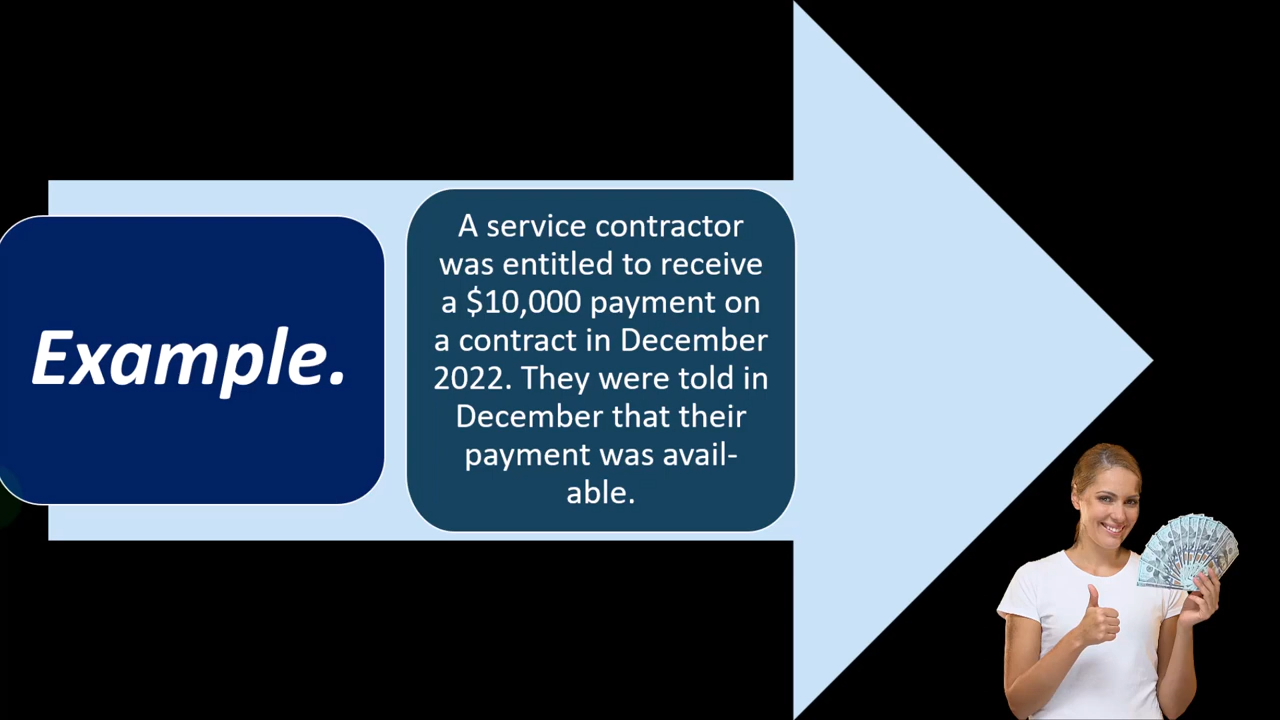 Example.
A service contractor
was entitled to receive
a $10,000 payment on
a contract in December
2022. They were told in
December that their
payment was avail-
able.